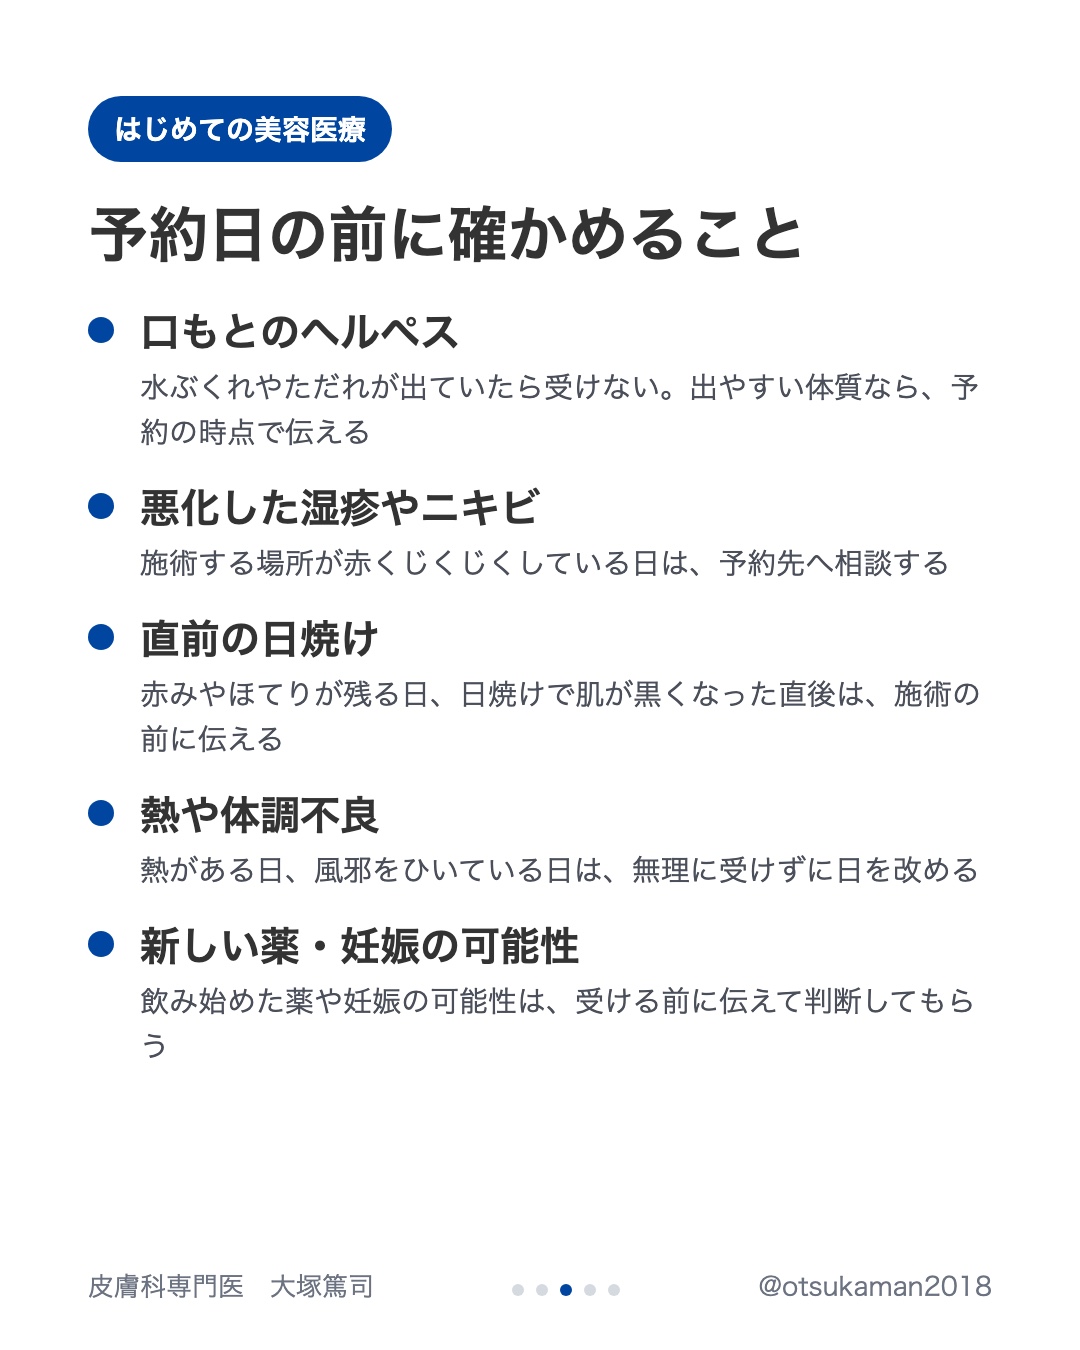 はじめての美容医療
予約日の前に確かめること
口もとのヘルペス
水ぶくれやただれが出ていたら受けない。出やすい体質なら、予
約の時点で伝える
悪化した湿疹やニキビ
施術する場所が赤くじくじくしている日は、予約先へ相談する
直前の日焼け
赤みやほてりが残る日、日焼けで肌が黒くなった直後は、施術の
前に伝える
熱や体調不良
熱がある日、風邪をひいている日は、無理に受けずに日を改める
新しい薬・妊娠の可能性
飲み始めた薬や妊娠の可能性は、受ける前に伝えて判断してもら
う
皮膚科専門医　大塚篤司
@otsukaman2018